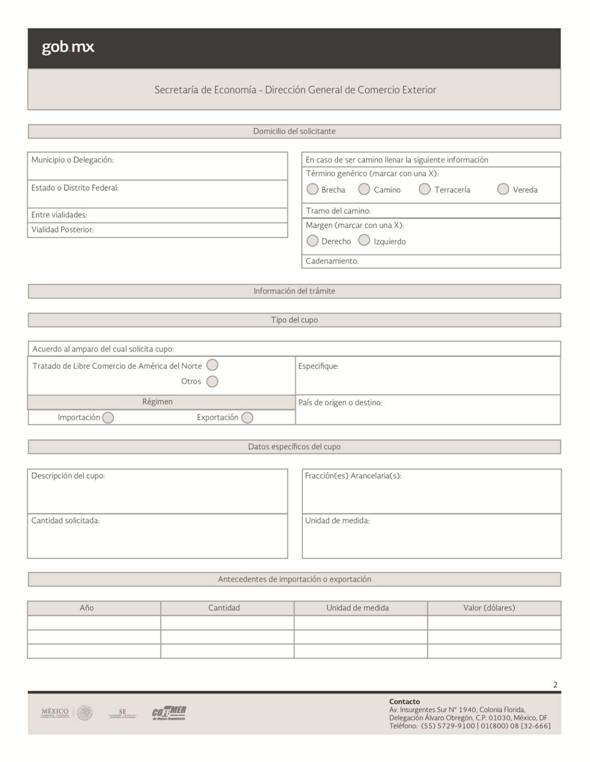 gob.mx
Secretaría de Economía - Dirección General de Comercio Exterior
Domicilio del solicitante
Municipio o Delegación:
Estado o Distrito Federal:
Entre vialidades:
Vialidad Posterior:
En caso de ser camino llenar la siguiente información
Término genérico (marcar con una X):
Brecha Camino Terracería Vereda
Tramo del camino:
Margen (marcar con una X):
Derecho Izquierdo
Cadenamiento:
Información del trámite
Tipo del cupo
Acuerdo al amparo del cual solicita cupo:
Tratado de Libre Comercio de América del Norte
Otros
Especifique:
Régimen
Importación Exportación
País de origen o destino:
Datos específicos del cupo
Descripción del cupo:
Fracción(es) Arancelaria(s):
Cantidad solicitada:
Unidad de medida:
Antecedentes de importación o exportación
Año Cantidad Unidad de medida Valor (dólares)
2
MÉXICO
SE
Contacto
Av. Insurgentes Sur N° 1940, Colonia Florida,
Delegación Álvaro Obregón, C.P. 01030, México, DF
Teléfono: (55) 5729-9100 | 01(800) 08 [32-666]